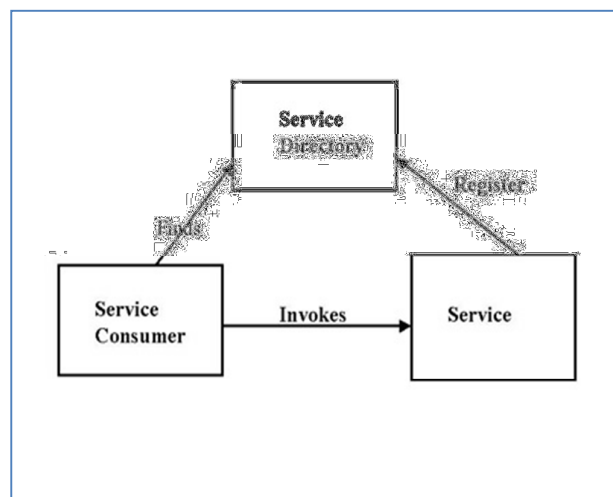 Service
Directory
Register
Finds
Service
Consumer
Invokes
Service